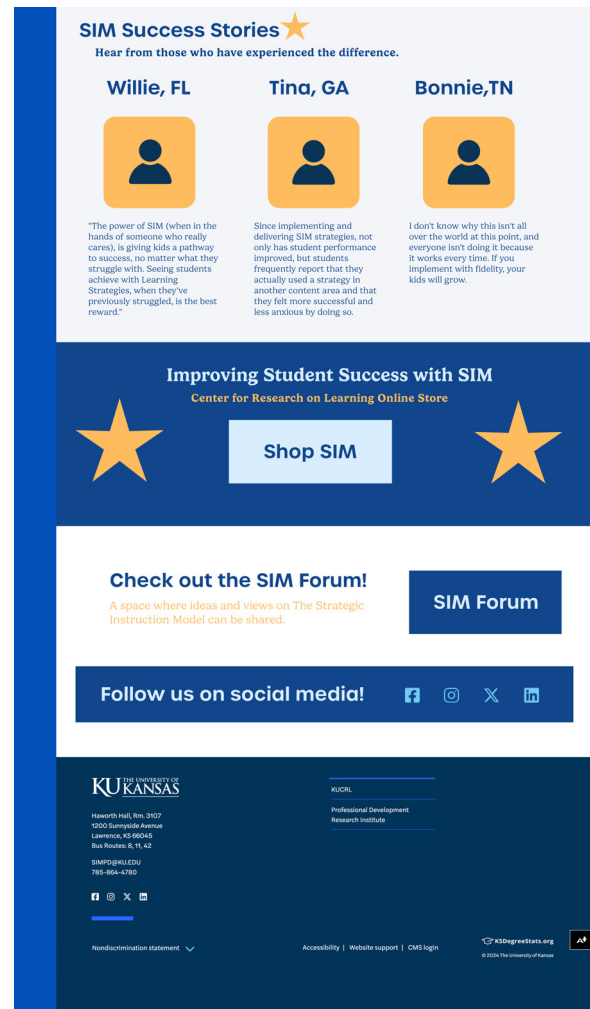 SIM Success Stories
Hear from those who have experienced the difference.
Willie, FL
"The power of SIM (when in the
hands of someone who really
cares), is giving kids a pathway
to success, no matter what they
struggle with. Seeing students
achieve with Learning
Strategies, when they've
previously struggled, is the best
reward."
Tina, GA
Since implementing and
delivering SIM strategies, not
only has student performance
improved, but students
frequently report that they
actually used a strategy in
another content area and that
they felt more successful and
less anxious by doing so.
Bonnie,TN
I don't know why this isn't all
over the world at this point, and
everyone isn't doing it because
it works every time. If you
implement with fidelity, your
kids will grow.
Improving Student Success with SIM
Center for Research on Learning Online Store
Shop SIM
Check out the SIM Forum!
A space where ideas and views on The Strategic
Instruction Model can be shared.
SIM Forum
Follow us on social media!
KU THE UNIVERSITY OF
KANSAS
Haworth Hall, Rm. 3107
1200 Sunnyside Avenue
Lawrence, KS 66045
Bus Routes: 8, 11, 42
SIMPD@KU.EDU
785-864-4780
KUCRL
Professional Development
Research Institute
Nondiscrimination statement
Accessibility | Website support | CMS login
KSDegreeStats.org
© 2024 The University of Kansas